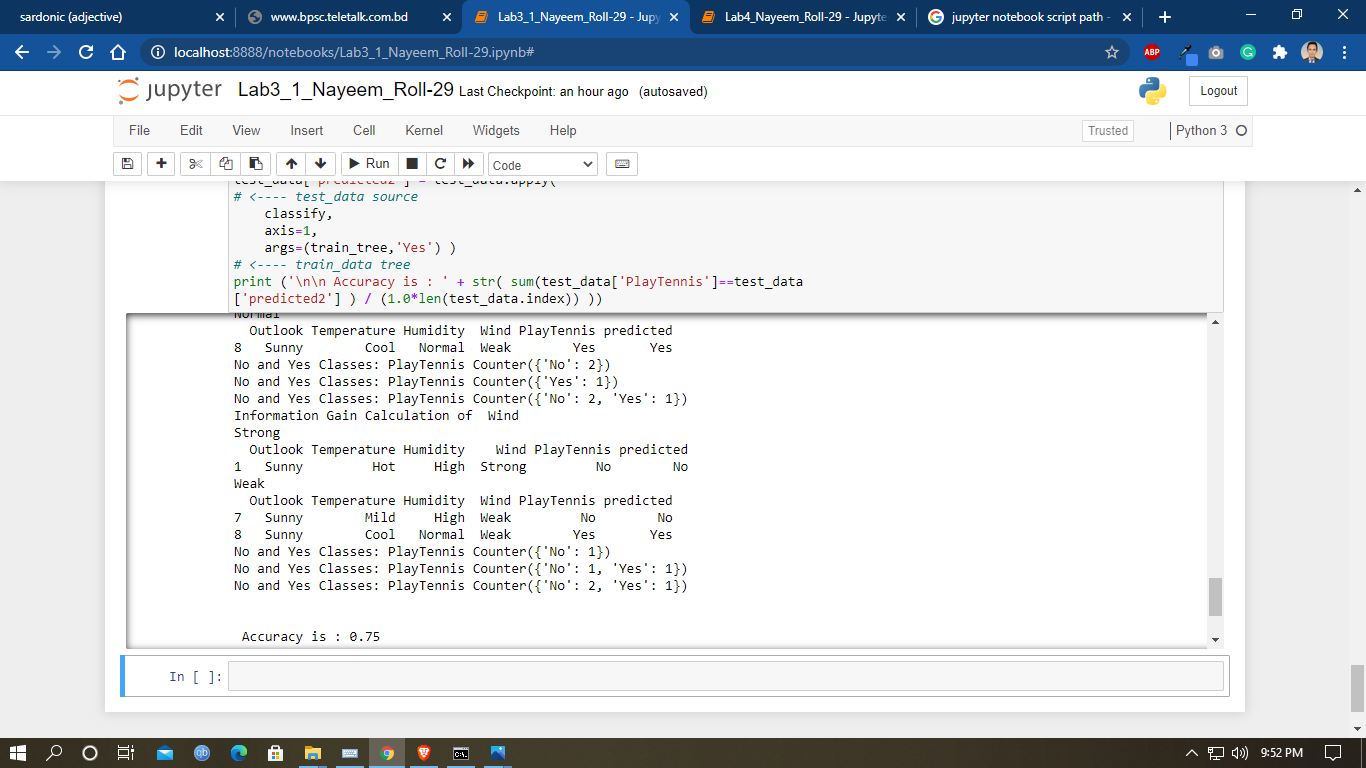 sardonic (adjective)
www.bpsc.teletalk.com.bd
Lab3_1_Nayeem_Roll-29 - Jupy
Lab4_Nayeem_Roll-29 - Jupyte
jupyter notebook script path -
localhost:8888/notebooks/Lab3_1_Nayeem_Roll-29.ipynb#
ABP
jupyter Lab3_1_Nayeem_Roll-29 Last Checkpoint: an hour ago (autosaved)
Logout
File Edit View Insert Cell Kernel Widgets Help
Trusted
Python 3
Run
Code
test_data['predicted2'] = test_data.apply(
# <---- test_data source
    classify,
    axis=1,
    args=(train_tree,'Yes') )
# <---- train_data tree
print ('\n\n Accuracy is : ' + str( sum(test_data['PlayTennis']==test_data
['predicted2'] ) / (1.0*len(test_data.index)) ))
Normal
  Outlook Temperature Humidity  Wind PlayTennis predicted
8   Sunny        Cool   Normal  Weak        Yes       Yes
No and Yes Classes: PlayTennis Counter({'No': 2})
No and Yes Classes: PlayTennis Counter({'Yes': 1})
No and Yes Classes: PlayTennis Counter({'No': 2, 'Yes': 1})
Information Gain Calculation of  Wind
Strong
  Outlook Temperature Humidity    Wind PlayTennis predicted
1   Sunny         Hot     High  Strong         No        No
Weak
  Outlook Temperature Humidity  Wind PlayTennis predicted
7   Sunny        Mild     High  Weak         No        No
8   Sunny        Cool   Normal  Weak        Yes       Yes
No and Yes Classes: PlayTennis Counter({'No': 1})
No and Yes Classes: PlayTennis Counter({'No': 1, 'Yes': 1})
No and Yes Classes: PlayTennis Counter({'No': 2, 'Yes': 1})
 Accuracy is : 0.75
In [ ]:
9:52 PM